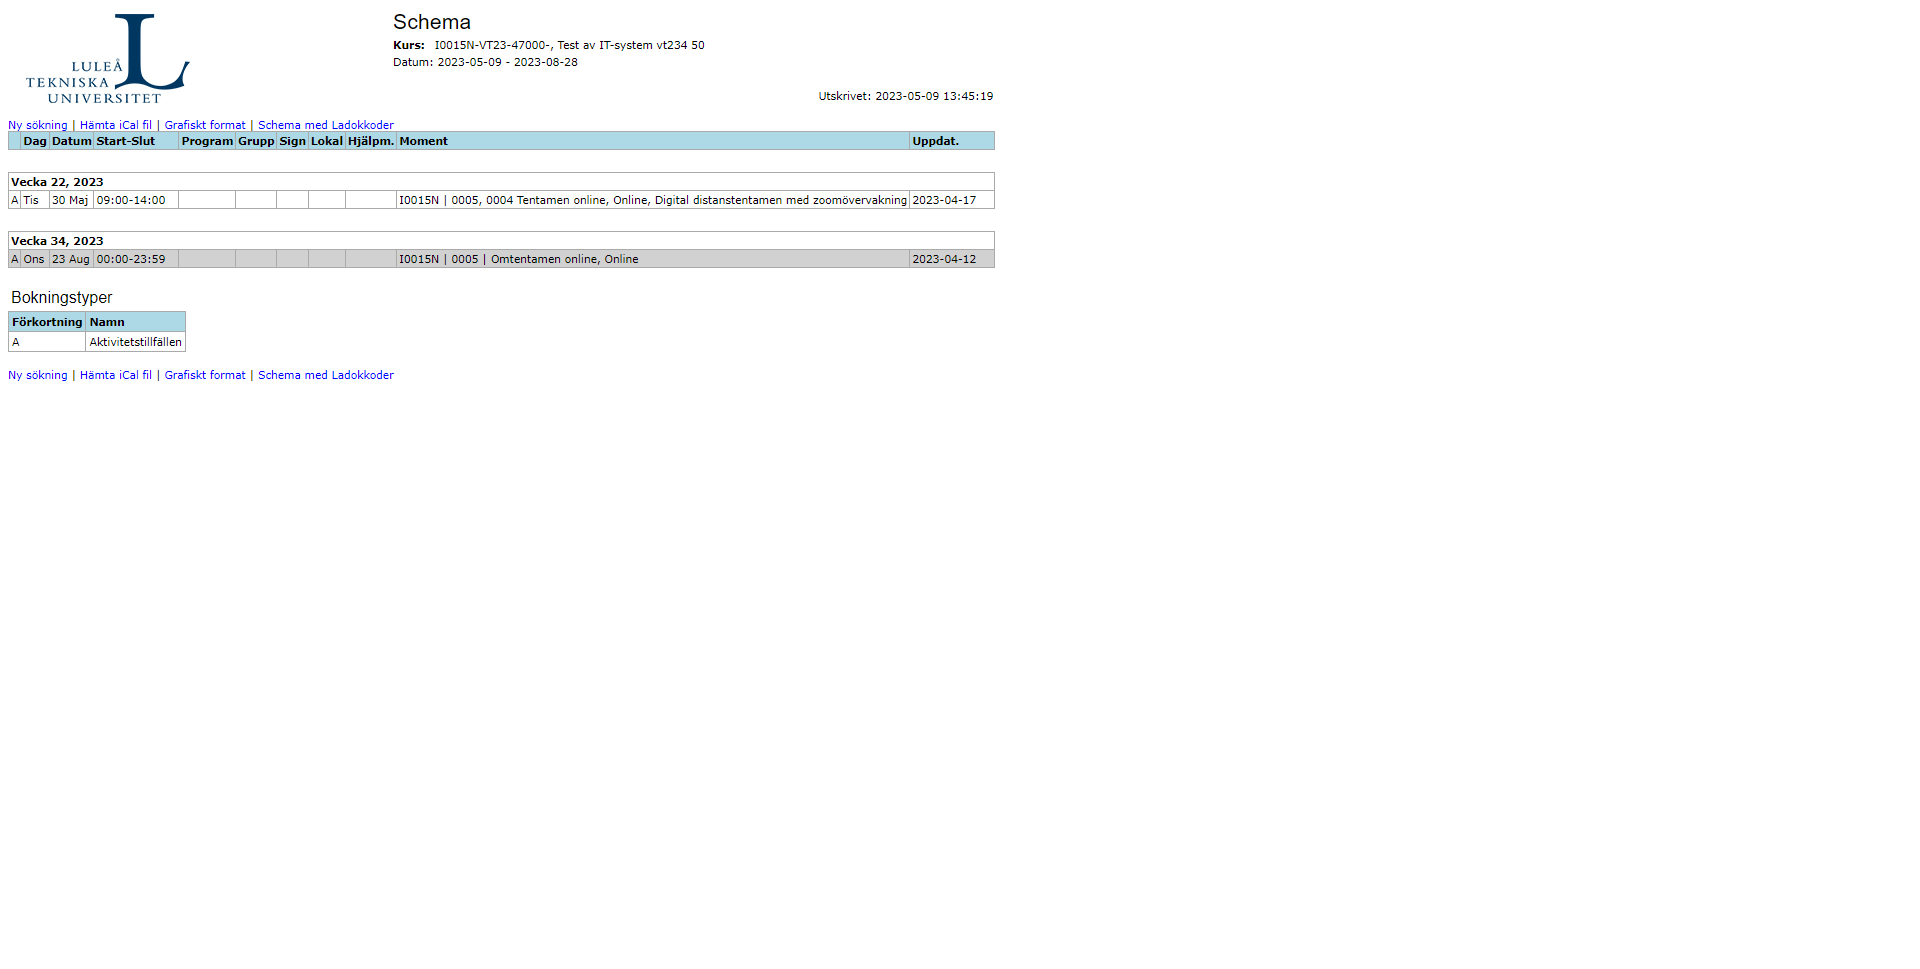 LULEÅ
TEKNISKA
UNIVERSITET
Schema
Kurs: I0015N-VT23-47000-, Test av IT-system vt234 50
Datum: 2023-05-09 - 2023-08-28
Utskrivet: 2023-05-09 13:45:19
Ny sökning | Hämta iCal fil | Grafiskt format | Schema med Ladokkoder
Dag Datum Start-Slut Program Grupp Sign Lokal Hjälpm. Moment Uppdat.
Vecka 22, 2023
A Tis 30 Maj 09:00-14:00 I0015N | 0005, 0004 Tentamen online, Online, Digital distanstentamen med zoomövervakning 2023-04-17
Vecka 34, 2023
A Ons 23 Aug 00:00-23:59 I0015N | 0005 | Omtentamen online, Online 2023-04-12
Bokningstyper
Förkortning Namn
A Aktivitetstillfällen
Ny sökning | Hämta iCal fil | Grafiskt format | Schema med Ladokkoder